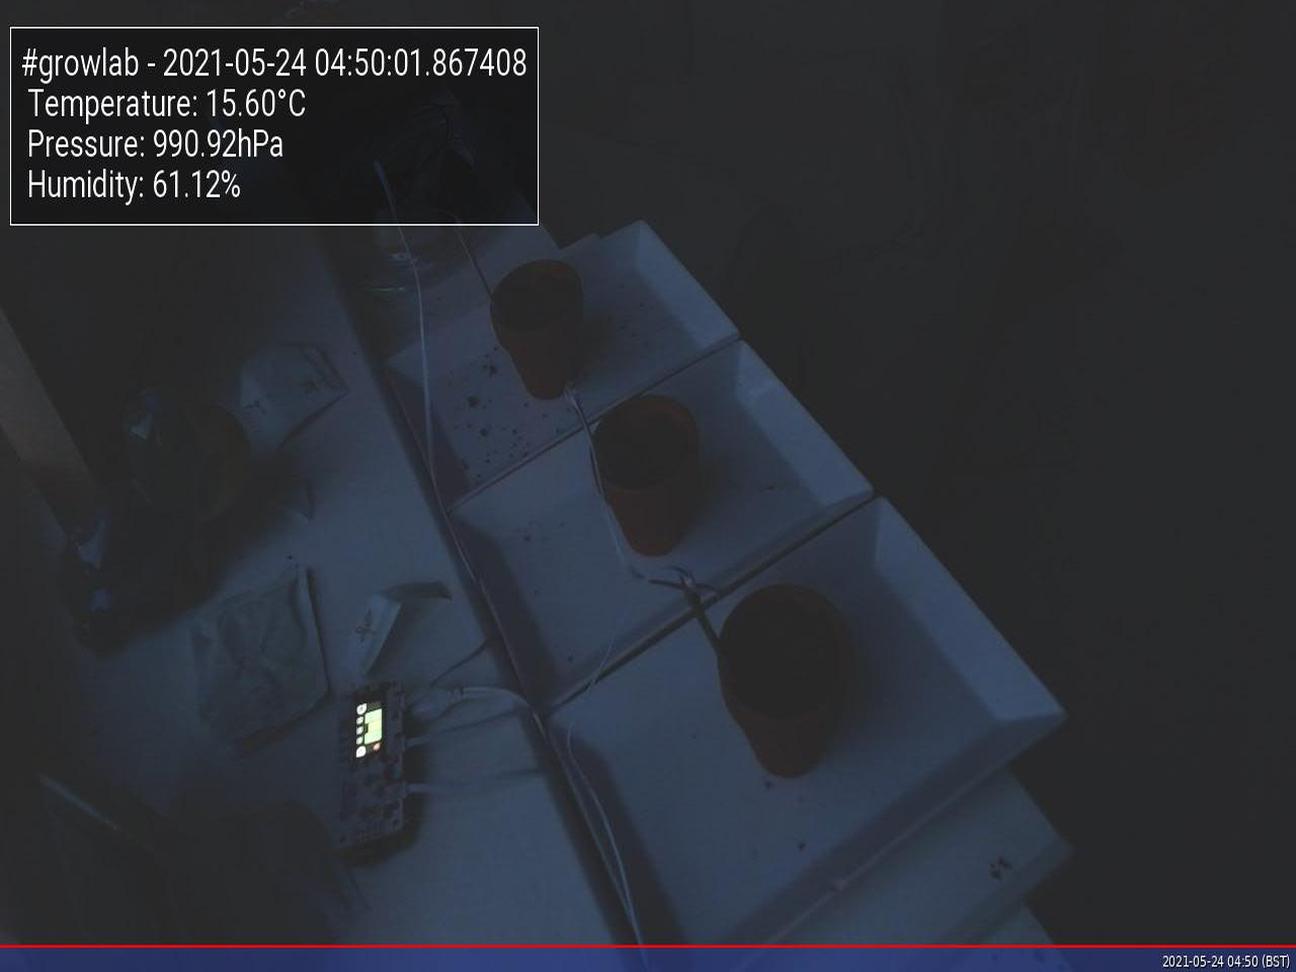 #growlab - 2021-05-24 04:50:01.867408
Temperature: 15.60°C
Pressure: 990.92hPa
Humidity: 61.12%
2021-05-24 04:50 (BST)